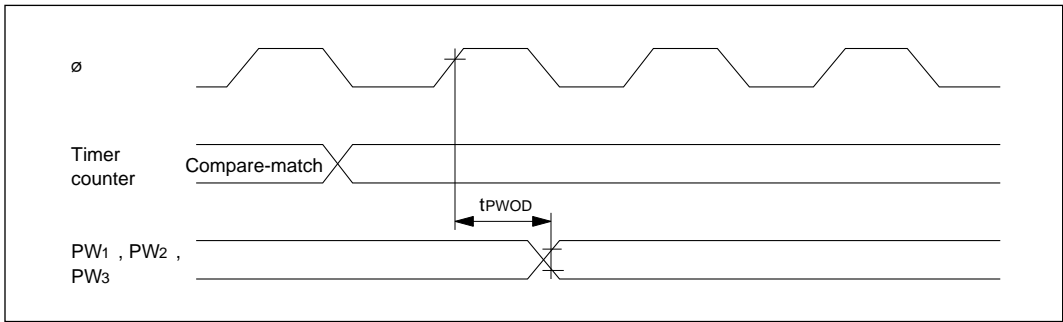 ø
Timer
counter
Compare-match
tPWOD
PW1 , PW2 ,
PW3